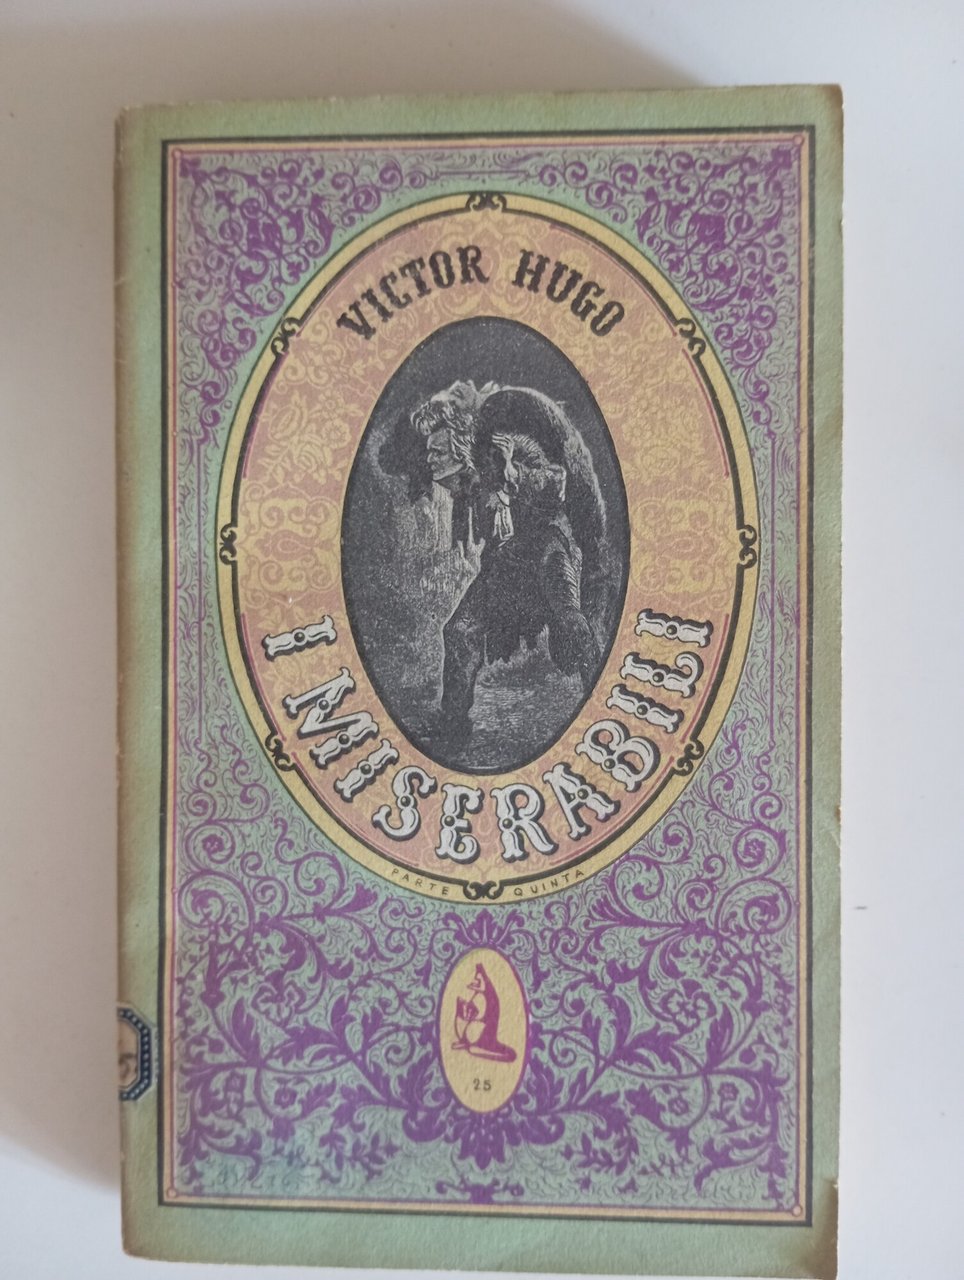 VICTOR HUGO
I MISERABILI
PARTE QUINTA
25